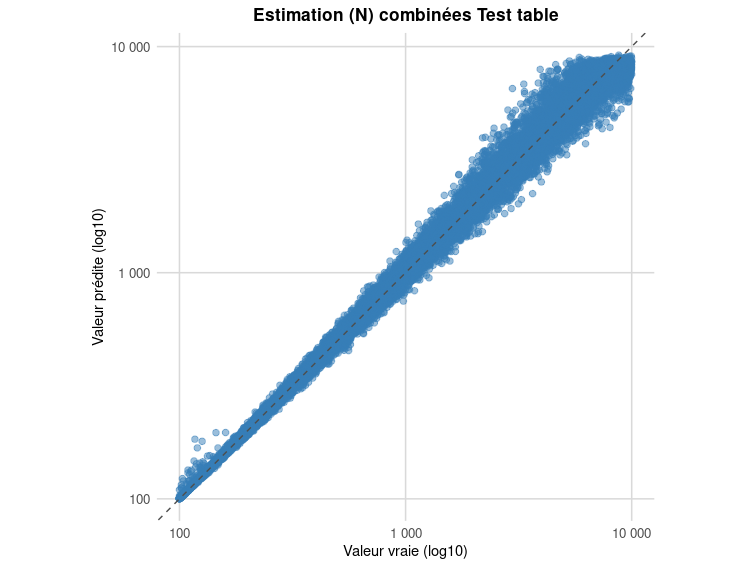 Estimation (N) combinées Test table
10 000
1 000
100
Valeur prédite (log10)
100
1 000
10 000
Valeur vraie (log10)